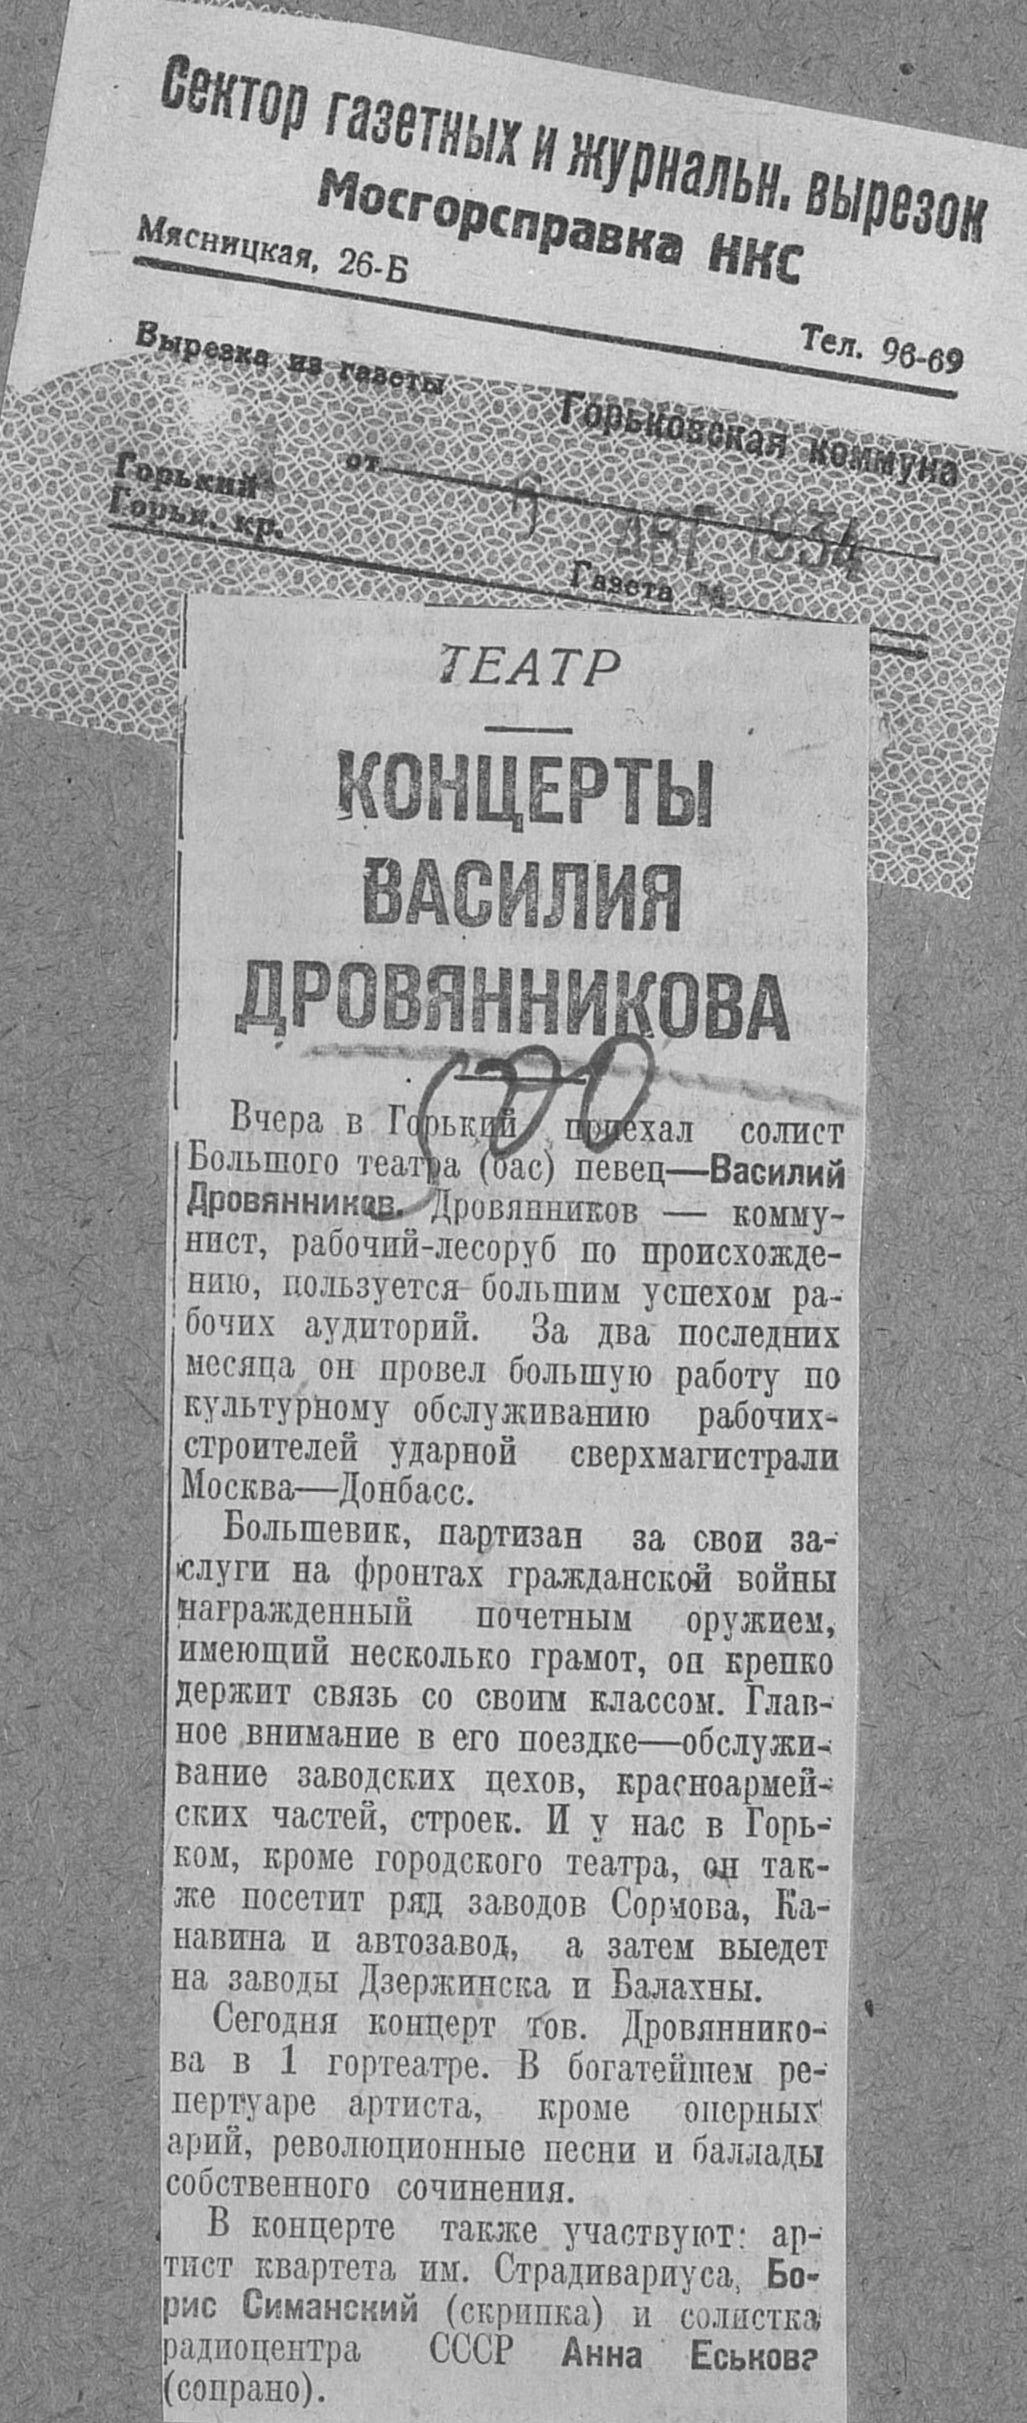 Сектор газетных и журнальн. вырезок
Мосгорсправка НКС
Мясницкая, 26-Б
Тел. 96-69
Вырезка из газеты
Горьковская коммуна
от
Горький
АВГ 1934
Горьк. кр.
Газета №
ТЕАТР
КОНЦЕРТЫ
ВАСИЛИЯ
ДРОВЯННИКОВА
Вчера в Горький приехал солист
Большого театра (бас) певец—Василий
Дровянников. Дровянников — комму-
нист, рабочий-лесоруб по происхожде-
нию, пользуется большим успехом ра-
бочих аудиторий. За два последних
месяца он провел большую работу по
культурному обслуживанию рабочих-
строителей ударной сверхмагистрали
Москва—Донбасс.
Большевик, партизан за свои за-
слуги на фронтах гражданской войны
награжденный почетным оружием,
имеющий несколько грамот, он крепко
держит связь со своим классом. Глав-
ное внимание в его поездке—обслужи-
вание заводских цехов, красноармей-
ских частей, строек. И у нас в Горь-
ком, кроме городского театра, он так-
же посетит ряд заводов Сормова, Ка-
навина и автозавод, а затем выедет
на заводы Дзержинска и Балахны.
Сегодня концерт тов. Дровяннико-
ва в 1 гортеатре. В богатейшем ре-
пертуаре артиста, кроме оперных
арий, революционные песни и баллады
собственного сочинения.
В концерте также участвуют: ар-
тист квартета им. Страдивариуса, Бо-
рис Симанский (скрипка) и солистка
радиоцентра СССР Анна Еськова
(сопрано).